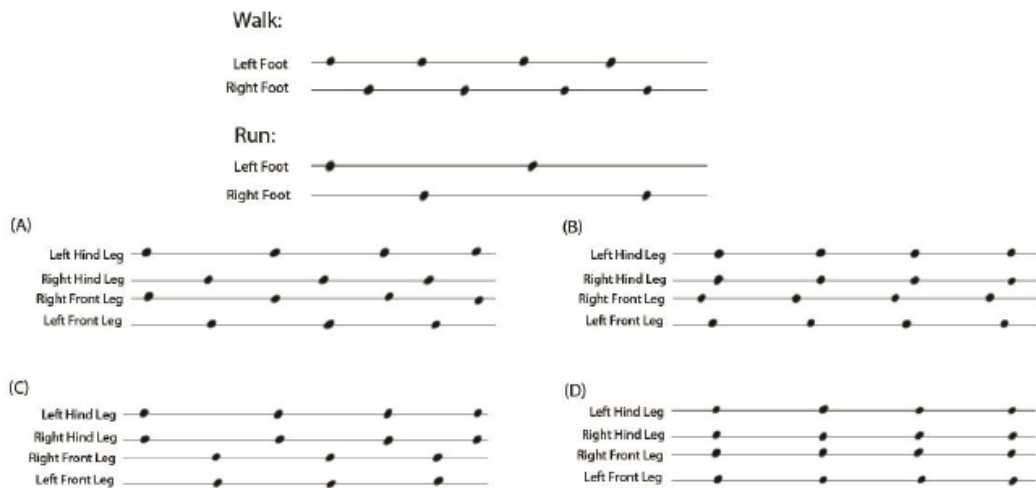 Walk:
Left Foot
Right Foot
Run:
Left Foot
Right Foot
(A)
Left Hind Leg
Right Hind Leg
Right Front Leg
Left Front Leg
(B)
Left Hind Leg
Right Hind Leg
Right Front Leg
Left Front Leg
(C)
Left Hind Leg
Right Hind Leg
Right Front Leg
Left Front Leg
(D)
Left Hind Leg
Right Hind Leg
Right Front Leg
Left Front Leg